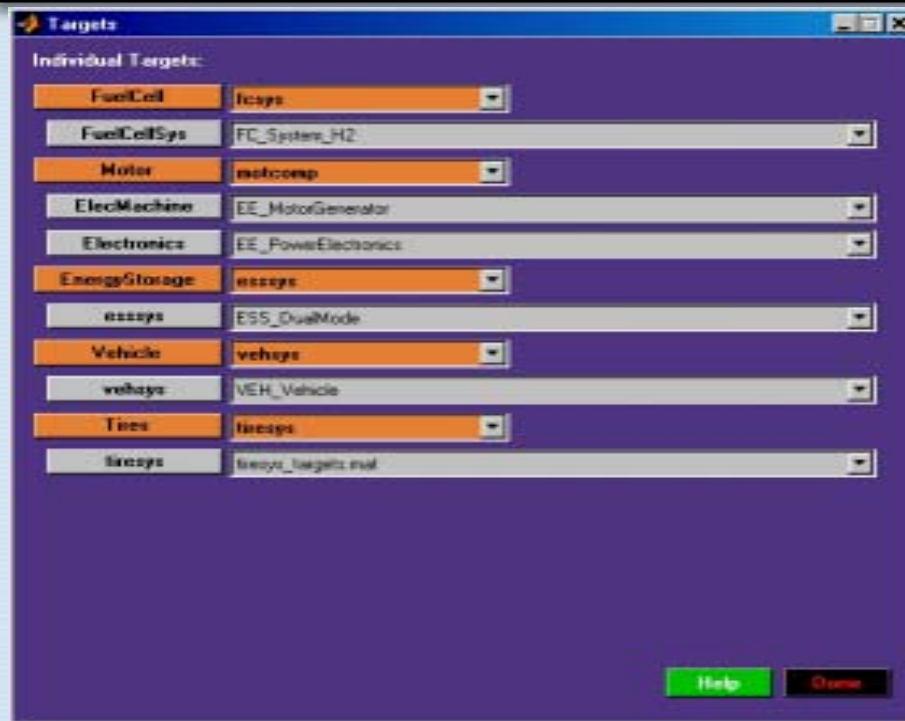 Targets
Individual Targets:
FuelCell fcsys
FuelCellSys FC_System_H2
Motor motcomp
ElecMachine EE_MotorGenerator
Electronics EE_PowerElectronics
EnergyStorage esssys
esssys ESS_DualMode
Vehicle vehsys
vehsys VEH_Vehicle
Tires tiresys
tiresys tiresys_targets.mat
Help Done